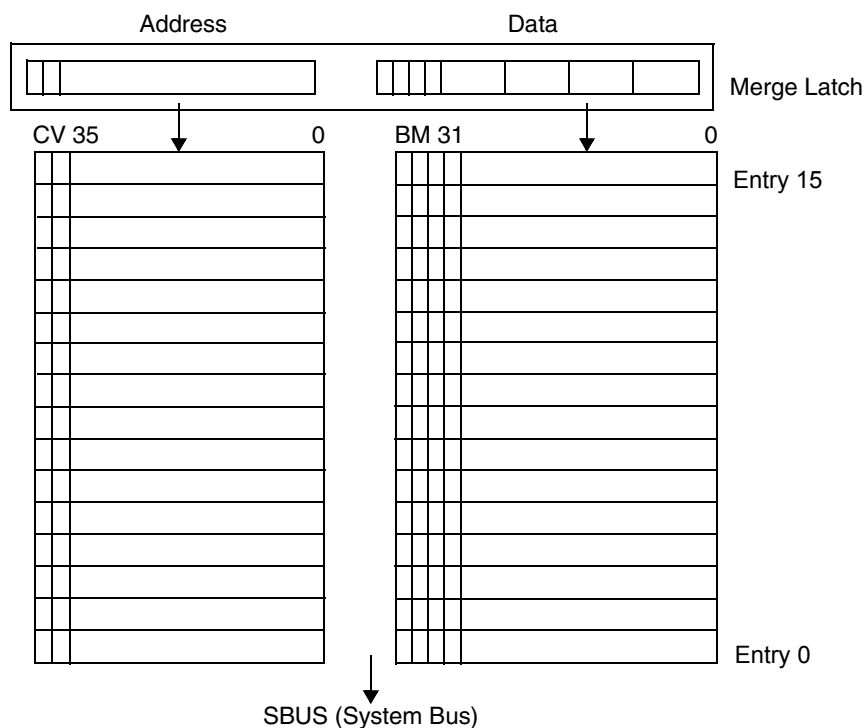 Address Data
Merge Latch
CV 35 0 BM 31 0
Entry 15
Entry 0
SBUS (System Bus)